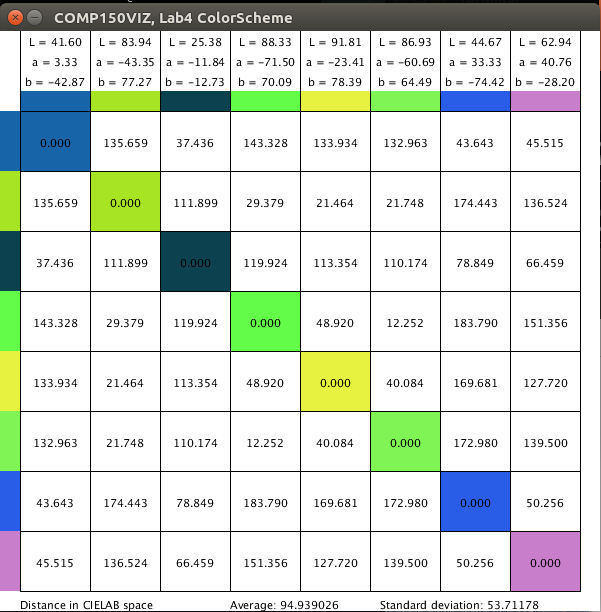 COMP150VIZ, Lab4 ColorScheme
L = 41.60 L = 83.94 L = 25.38 L = 88.33 L = 91.81 L = 86.93 L = 44.67 L = 62.94
a = 3.33 a = −43.35 a = −11.84 a = −71.50 a = −23.41 a = −60.69 a = 33.33 a = 40.76
b = −42.87 b = 77.27 b = −12.73 b = 70.09 b = 78.39 b = 64.49 b = −74.42 b = −28.20
0.000 135.659 37.436 143.328 133.934 132.963 43.643 45.515
135.659 0.000 111.899 29.379 21.464 21.748 174.443 136.524
37.436 111.899 0.000 119.924 113.354 110.174 78.849 66.459
143.328 29.379 119.924 0.000 48.920 12.252 183.790 151.356
133.934 21.464 113.354 48.920 0.000 40.084 169.681 127.720
132.963 21.748 110.174 12.252 40.084 0.000 172.980 139.500
43.643 174.443 78.849 183.790 169.681 172.980 0.000 50.256
45.515 136.524 66.459 151.356 127.720 139.500 50.256 0.000
Distance in CIELAB space Average: 94.939026 Standard deviation: 53.71178